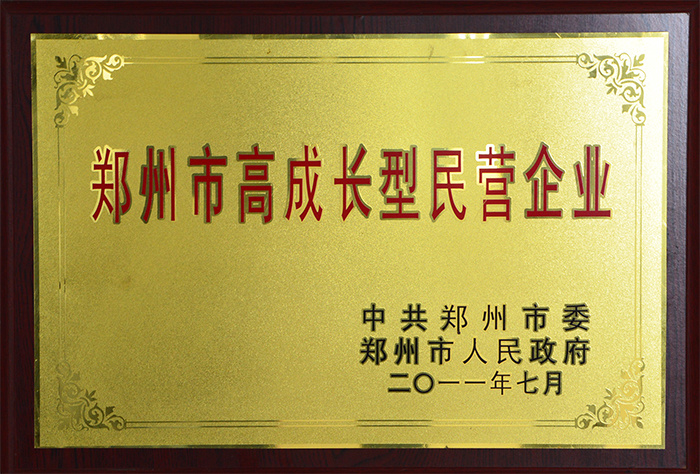 郑州市高成长型民营企业
中共郑州市委
郑州市人民政府
二〇一一年七月